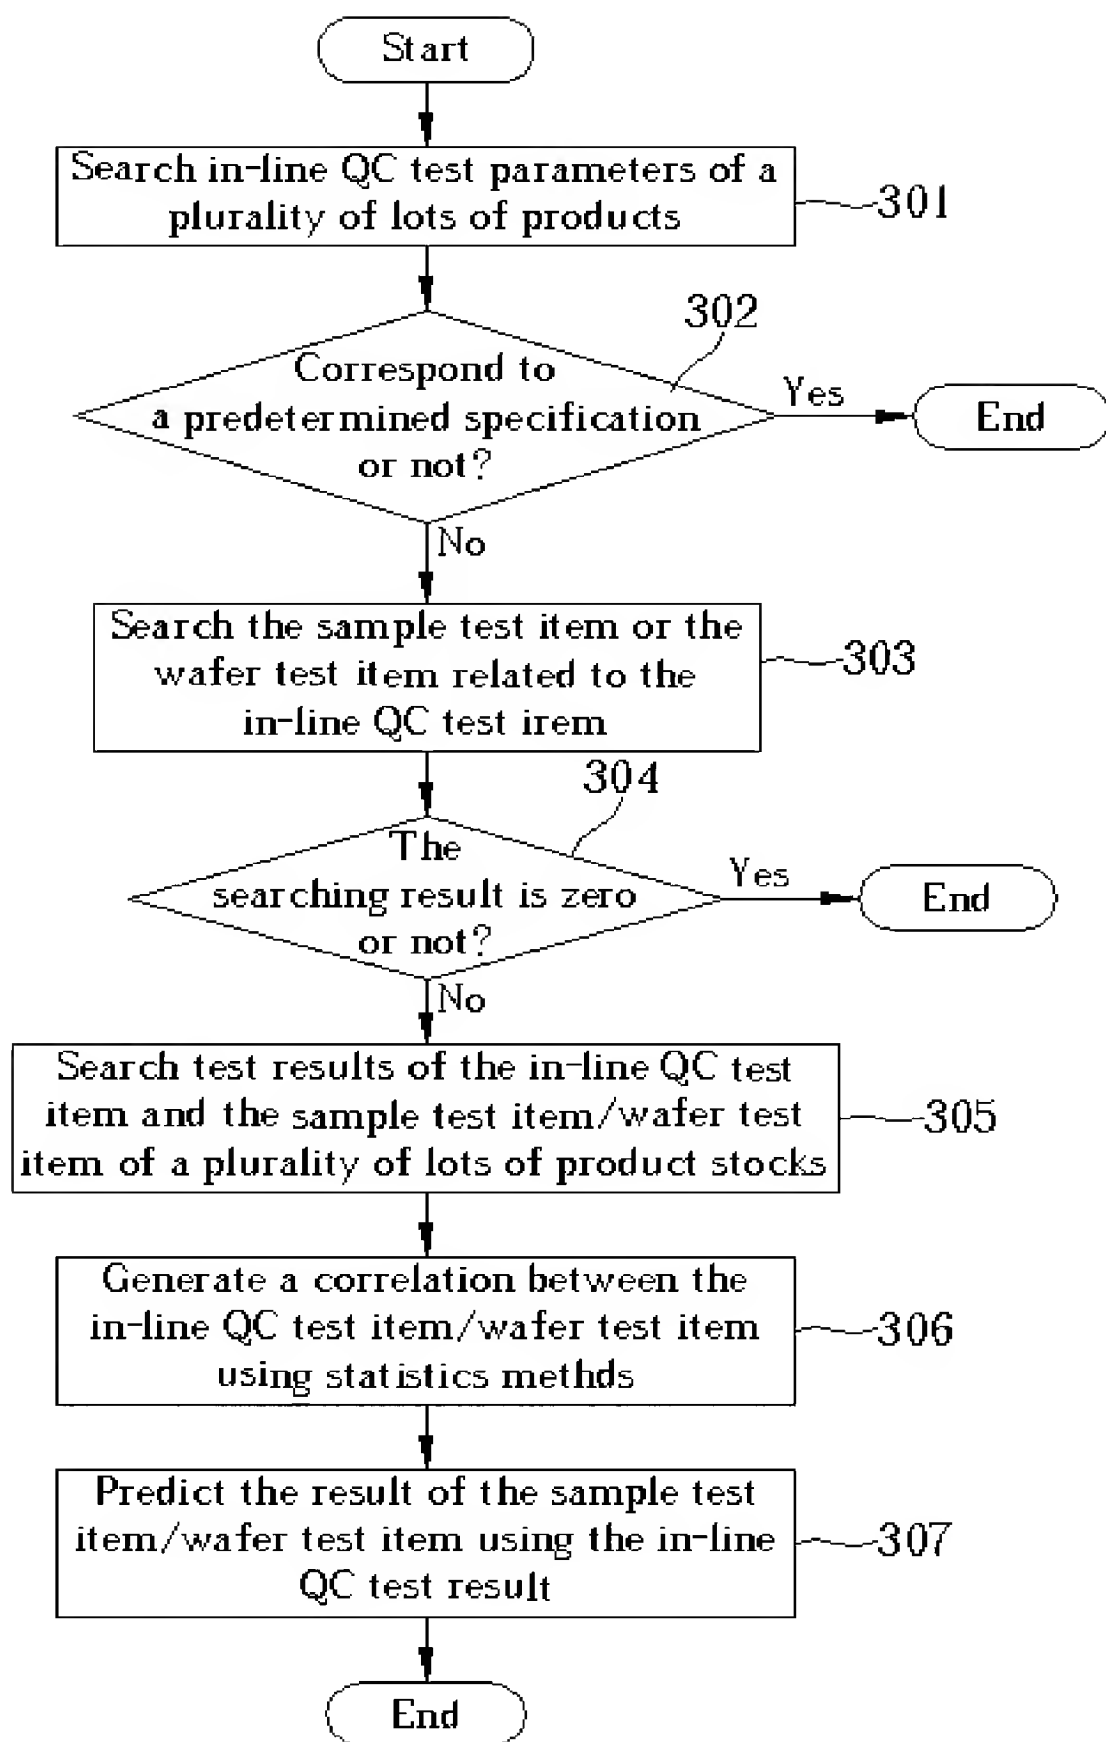 Start
Search in-line QC test parameters of a
plurality of lots of products
301
302
Correspond to
a predetermined specification
or not?
Yes
End
No
Search the sample test item or the
wafer test item related to the
in-line QC test irem
303
304
The
searching result is zero
or not?
Yes
End
No
Search test results of the in-line QC test
item and the sample test item/wafer test
item of a plurality of lots of product stocks
305
Generate a correlation between the
in-line QC test item/wafer test item
using statistics methds
306
Predict the result of the sample test
item/wafer test item using the in-line
QC test result
307
End